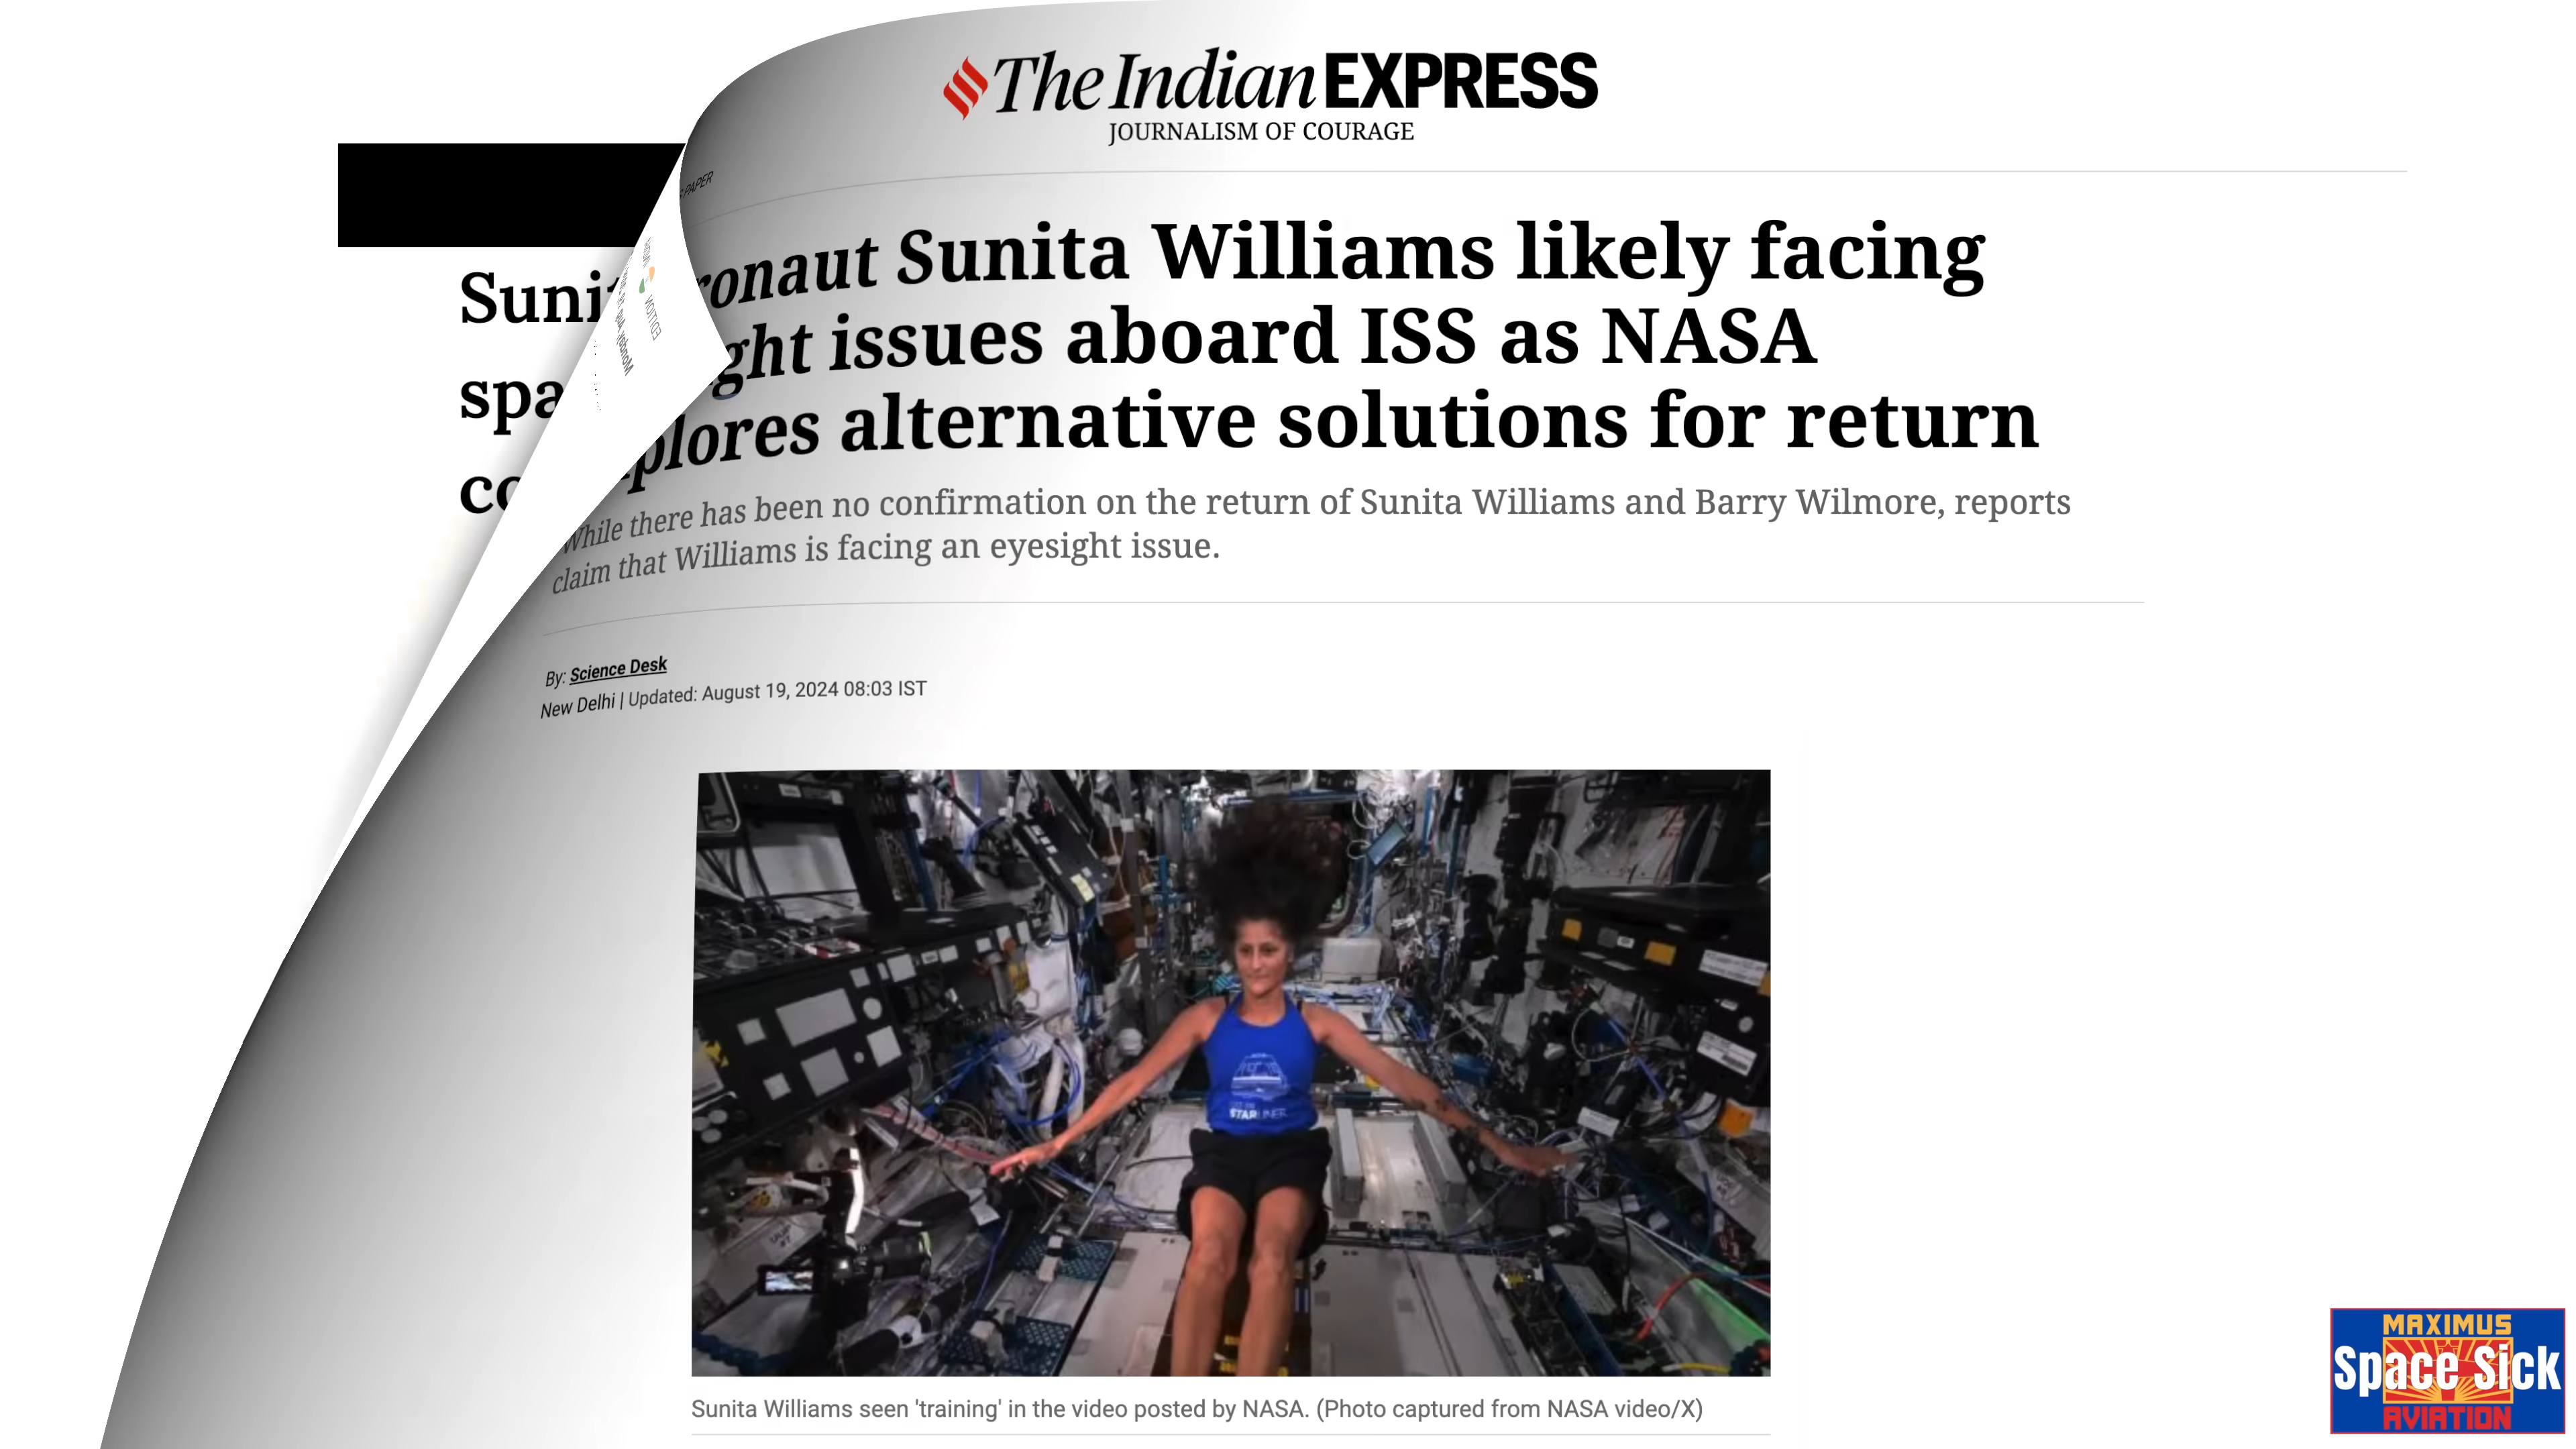 The Indian EXPRESS
JOURNALISM OF COURAGE
PAPER
Sunita Williams likely facing
issues aboard ISS as NASA
alternative solutions for return
While there has been no confirmation on the return of Sunita Williams and Barry Wilmore, reports
claim that Williams is facing an eyesight issue.
By: Science Desk
New Delhi | Updated: August 19, 2024 08:03 IST
STARLINER
Sunita Williams seen 'training' in the video posted by NASA. (Photo captured from NASA video/X)
EDITION
MAXIMUS
Space Sick
AVIATION